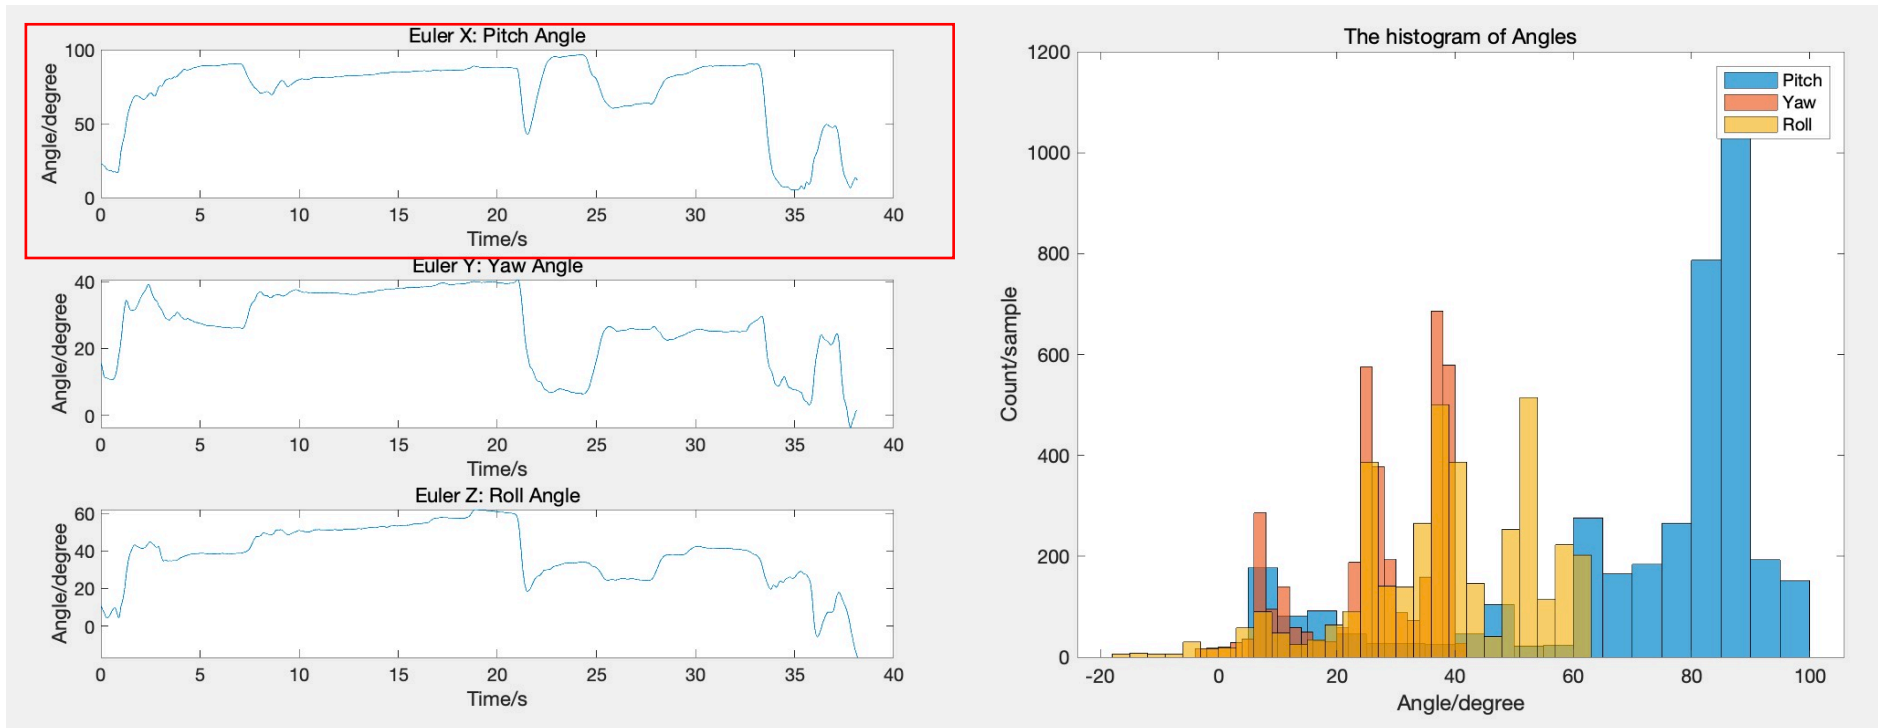 Euler X: Pitch Angle
100
50
0
Angle/degree
0 5 10 15 20 25 30 35 40
Time/s
Euler Y: Yaw Angle
40
20
0
Angle/degree
0 5 10 15 20 25 30 35 40
Time/s
Euler Z: Roll Angle
60
40
20
0
Angle/degree
0 5 10 15 20 25 30 35 40
Time/s
The histogram of Angles
1200
1000
800
600
400
200
0
Count/sample
Pitch
Yaw
Roll
-20 0 20 40 60 80 100
Angle/degree